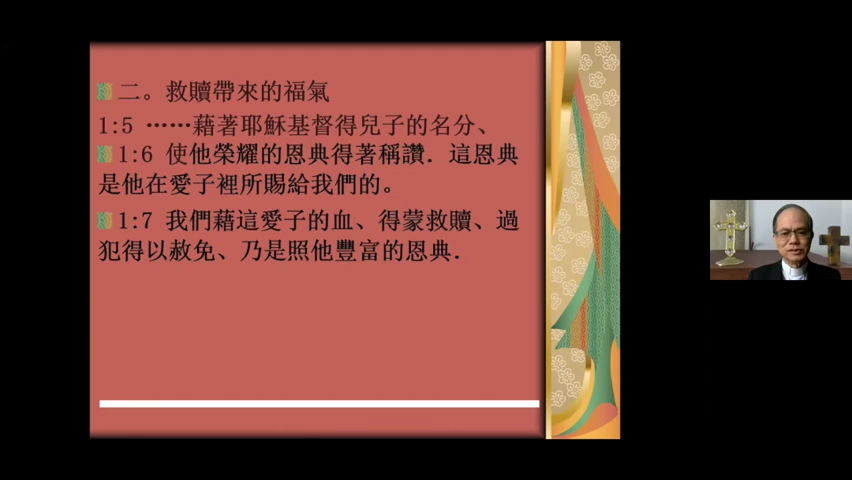 二。救贖帶來的福氣
1:5 ……藉著耶穌基督得兒子的名分、
1:6 使他榮耀的恩典得著稱讚．這恩典
是他在愛子裡所賜給我們的。
1:7 我們藉這愛子的血、得蒙救贖、過
犯得以赦免、乃是照他豐富的恩典．